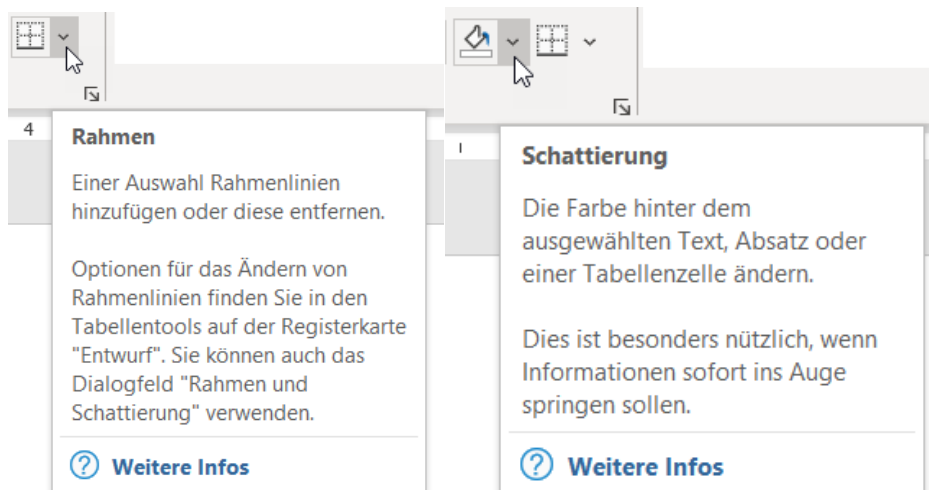 4
Rahmen
Einer Auswahl Rahmenlinien
hinzufügen oder diese entfernen.
Optionen für das Ändern von
Rahmenlinien finden Sie in den
Tabellentools auf der Registerkarte
"Entwurf". Sie können auch das
Dialogfeld "Rahmen und
Schattierung" verwenden.
Weitere Infos
Schattierung
Die Farbe hinter dem
ausgewählten Text, Absatz oder
einer Tabellenzelle ändern.
Dies ist besonders nützlich, wenn
Informationen sofort ins Auge
springen sollen.
Weitere Infos